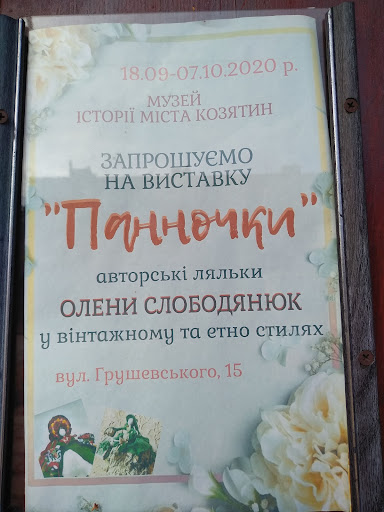 18.09-07.10.2020 р.
МУЗЕЙ
ІСТОРІЇ МІСТА КОЗЯТИН
ЗАПРОШУЄМО
НА ВИСТАВКУ
"Панночки"
авторські ляльки
ОЛЕНИ СЛОБОДЯНЮК
у вінтажному та етно стилях
вул. Грушевського, 15